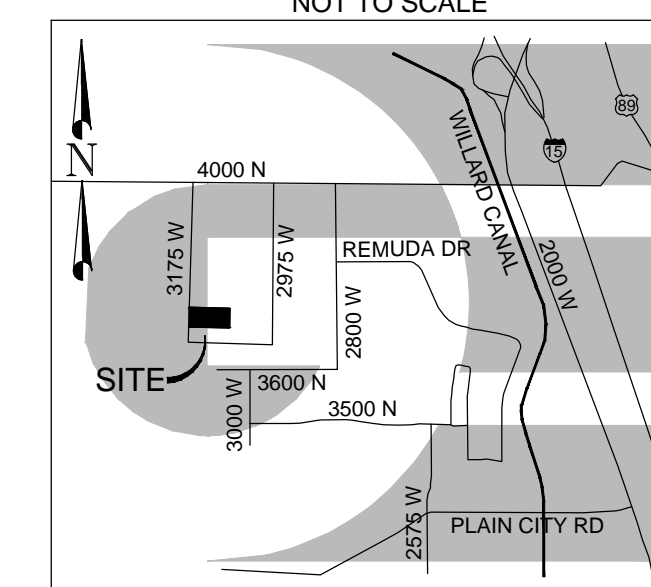 NOT TO SCALE
89
15
N
4000 N
WILLARD CANAL
3175 W
2975 W
REMUDA DR
2000 W
2800 W
SITE
3600 N
3000 W
3500 N
2575 W
PLAIN CITY RD